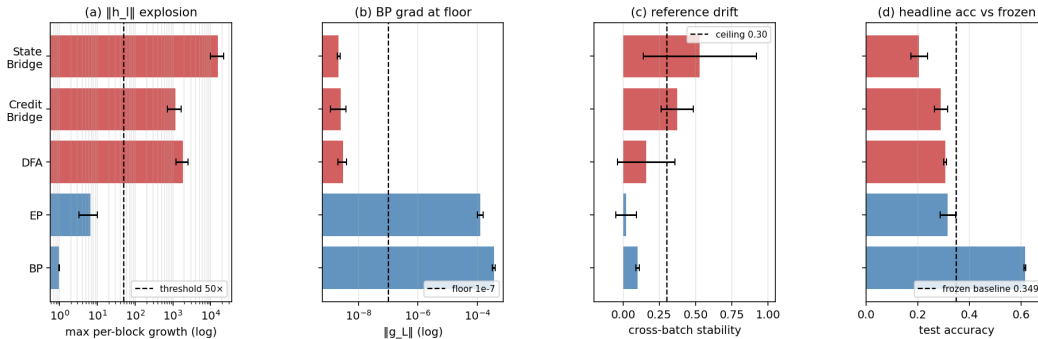 (a) ‖h_l‖ explosion
State
Bridge
Credit
Bridge
DFA
EP
BP
threshold 50×
10⁰ 10¹ 10² 10³ 10⁴
max per-block growth (log)
(b) BP grad at floor
floor 1e-7
10⁻⁸ 10⁻⁶ 10⁻⁴
‖g_L‖ (log)
(c) reference drift
ceiling 0.30
0.00 0.25 0.50 0.75 1.00
cross-batch stability
(d) headline acc vs frozen
frozen baseline 0.349
0.0 0.2 0.4 0.6
test accuracy